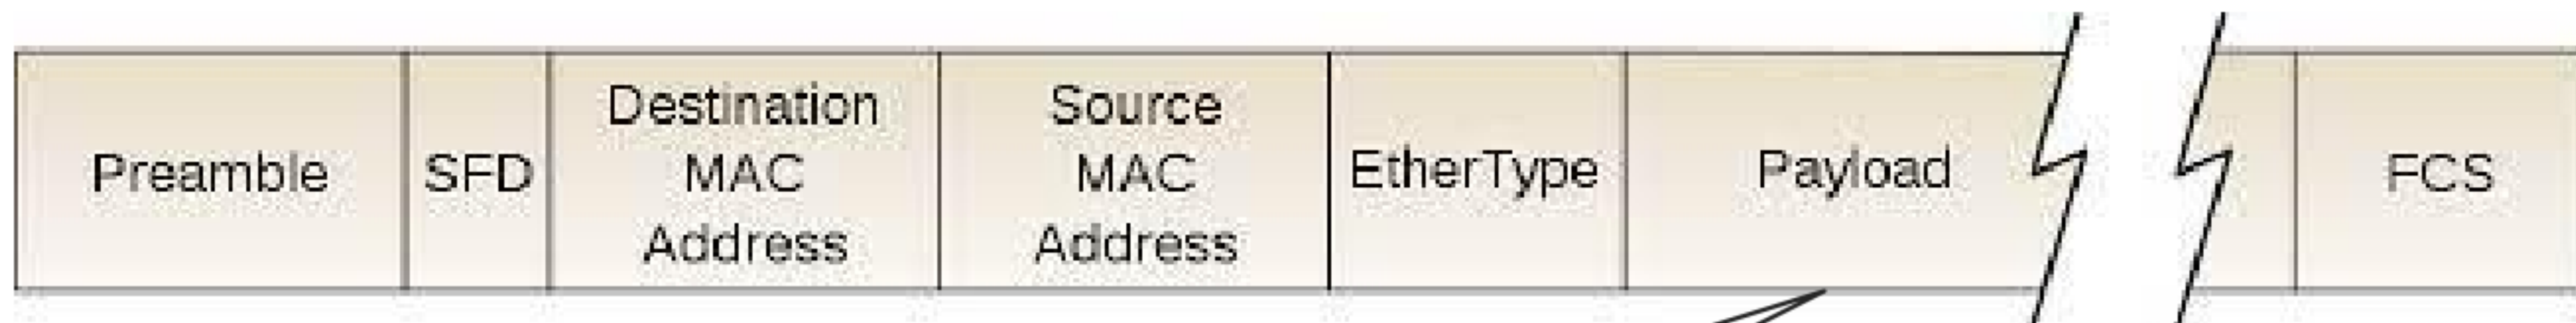 Preamble
SFD
Destination
MAC
Address
Source
MAC
Address
EtherType
Payload
FCS